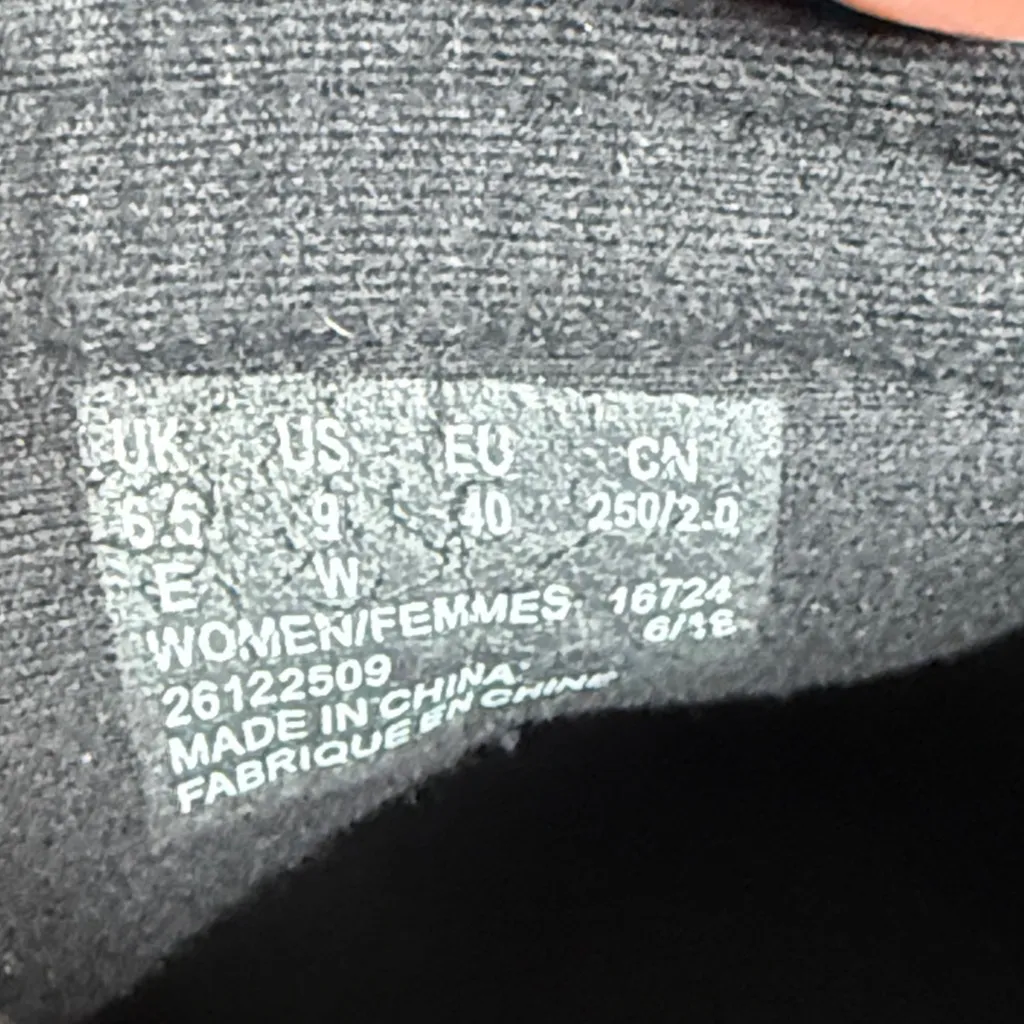 UK US EU CN
6.5 9 40 250/2.0
E W
WOMEN/FEMMES 16724
6/18
26122509
MADE IN CHINA
FABRIQUE EN CHINE